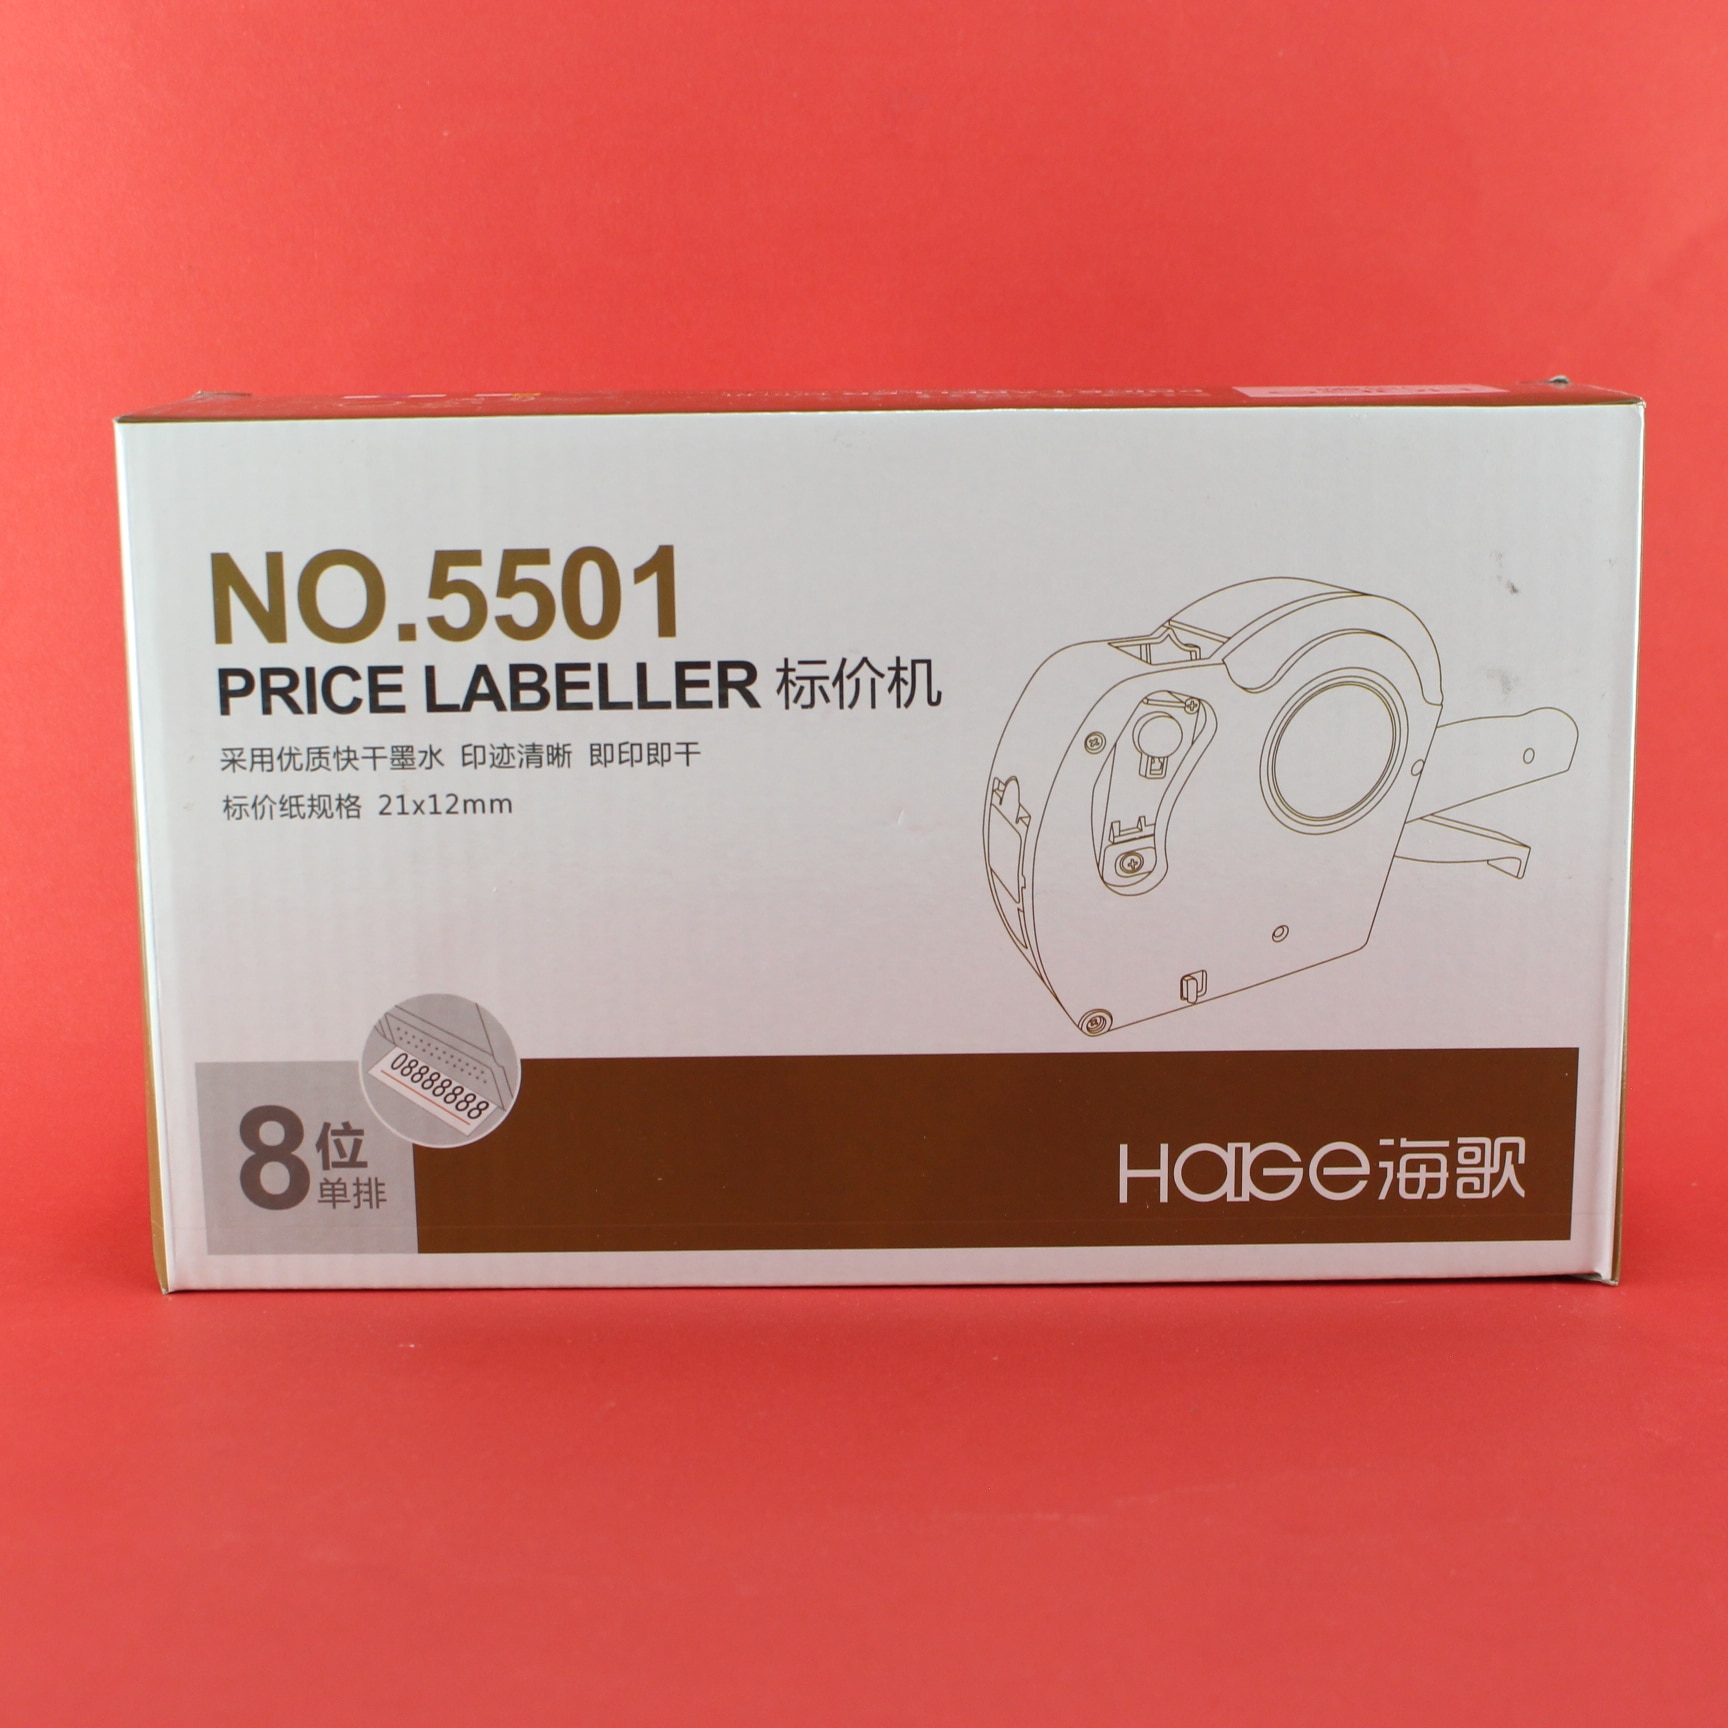 NO.5501
PRICE LABELLER 标价机
采用优质快干墨水 印迹清晰 即印即干
标价纸规格 21x12mm
08888888
8位
单排
HaGe海歌